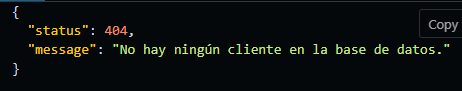 {
"status": 404,
Copy
"message": "No hay ningún cliente en la base de datos."
}